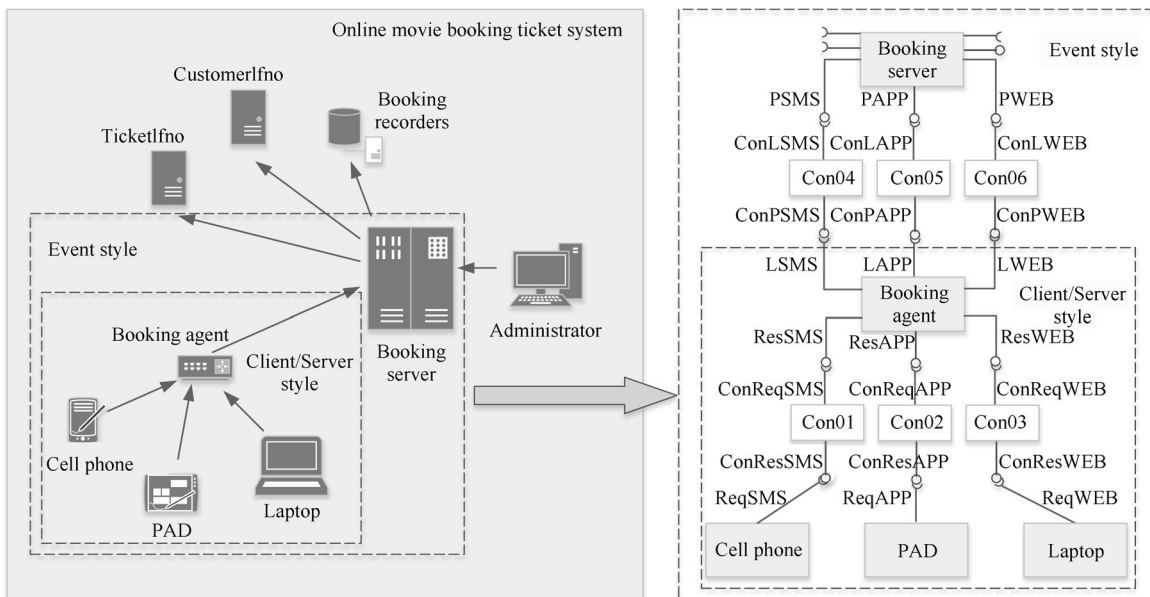 Online movie booking ticket system
CustomerIfno
Booking
recorders
TicketIfno
Event style
Administrator
Booking agent
Client/Server
style
Booking
server
Cell phone
PAD
Laptop
Booking
server
Event style
PSMS
PAPP
PWEB
ConLSMS
ConLAPP
ConLWEB
Con04
Con05
Con06
ConPSMS
ConPAPP
ConPWEB
LSMS
LAPP
LWEB
Booking
agent
Client/Server
style
ResSMS
ResAPP
ResWEB
ConReqSMS
ConReqAPP
ConReqWEB
Con01
Con02
Con03
ConResSMS
ConResAPP
ConResWEB
ReqSMS
ReqAPP
ReqWEB
Cell phone
PAD
Laptop